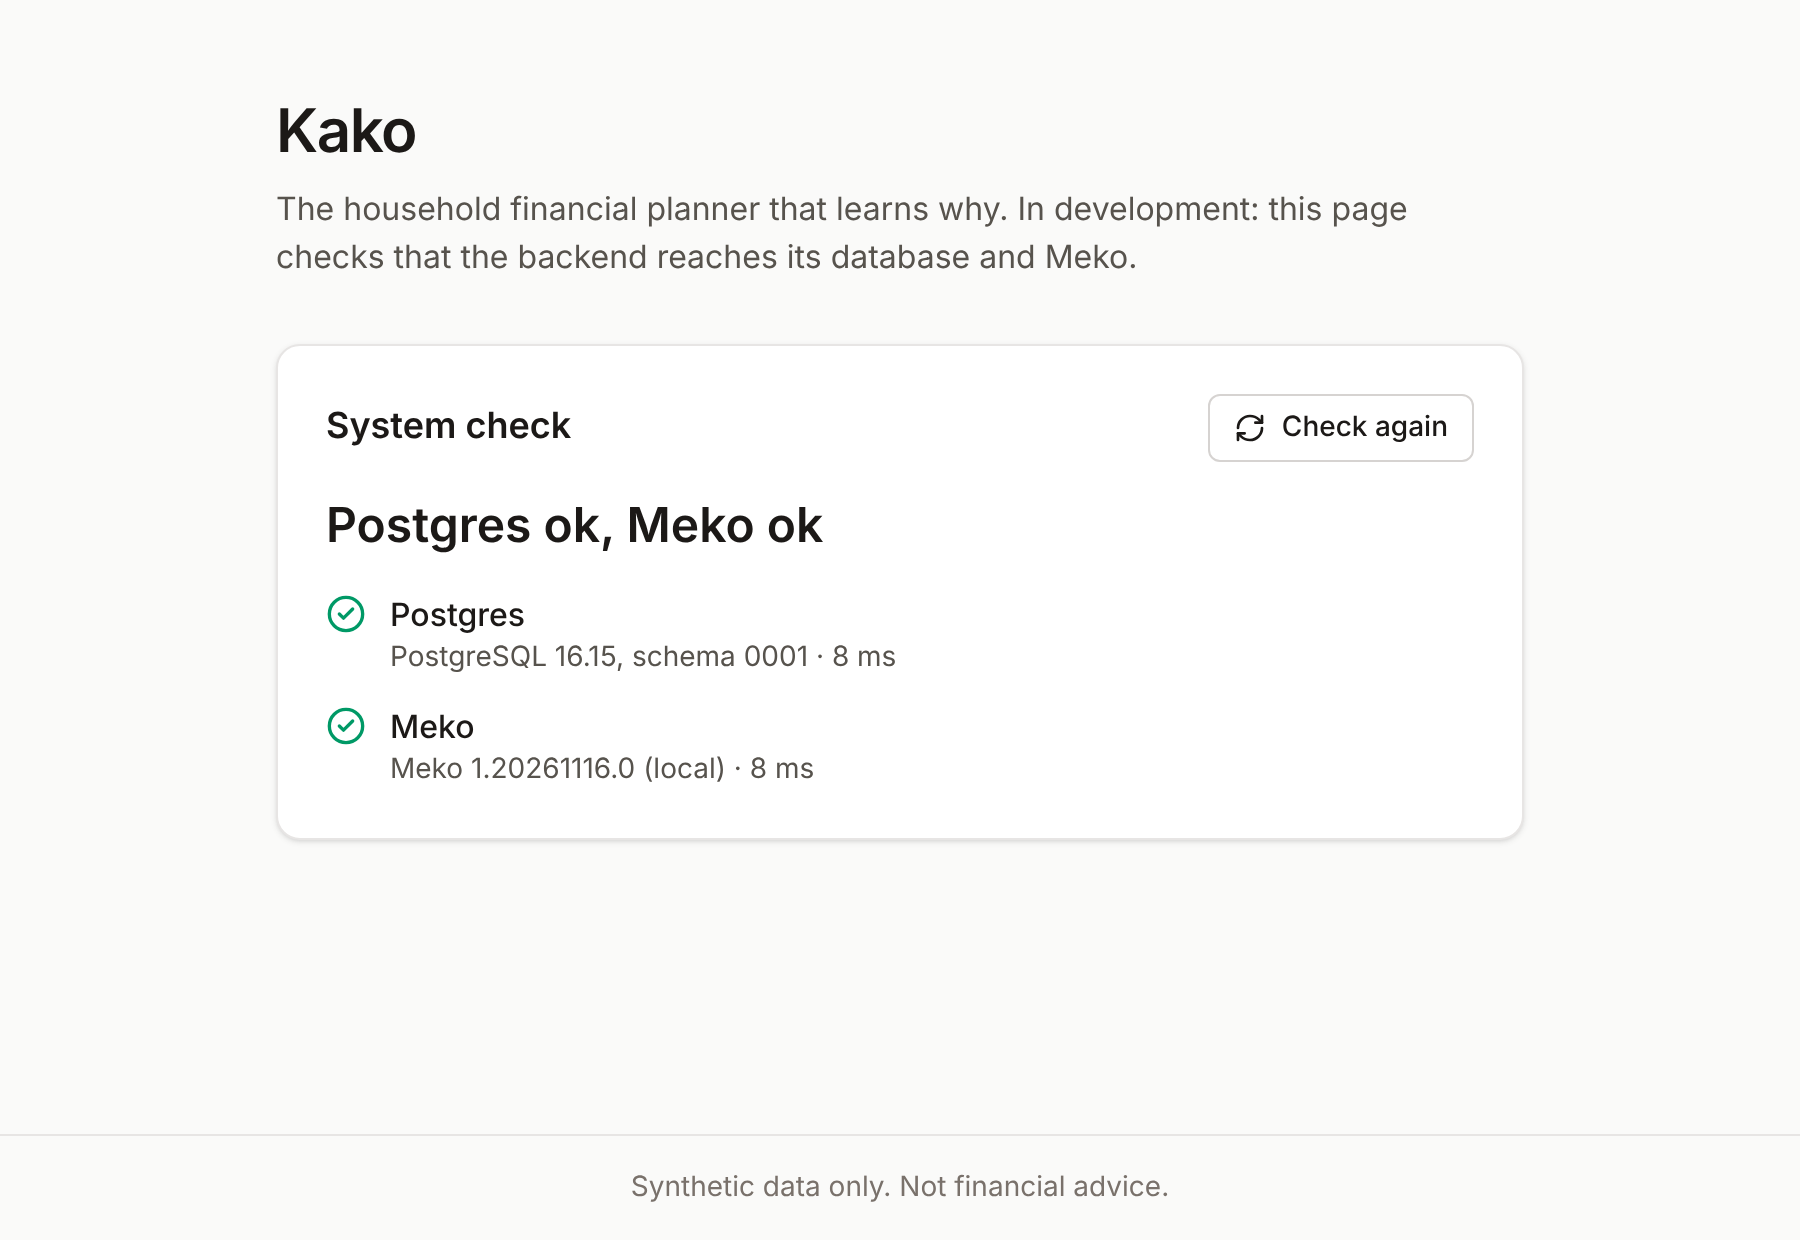 Kako
The household financial planner that learns why. In development: this page
checks that the backend reaches its database and Meko.
System check
Check again
Postgres ok, Meko ok
Postgres
PostgreSQL 16.15, schema 0001 · 8 ms
Meko
Meko 1.20261116.0 (local) · 8 ms
Synthetic data only. Not financial advice.